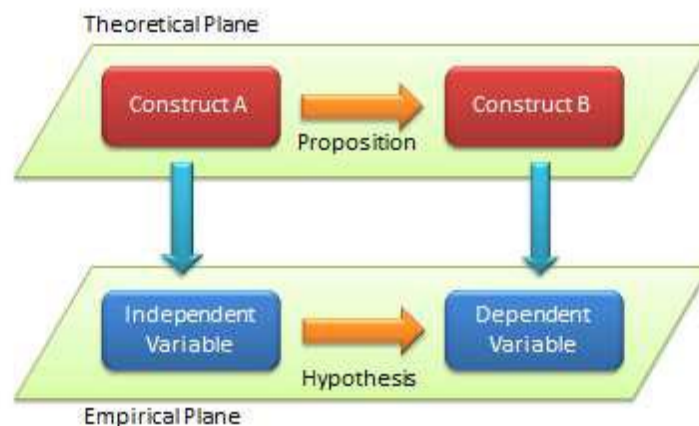 Theoretical Plane
Construct A
Construct B
Proposition
Independent
Variable
Dependent
Variable
Hypothesis
Empirical Plane